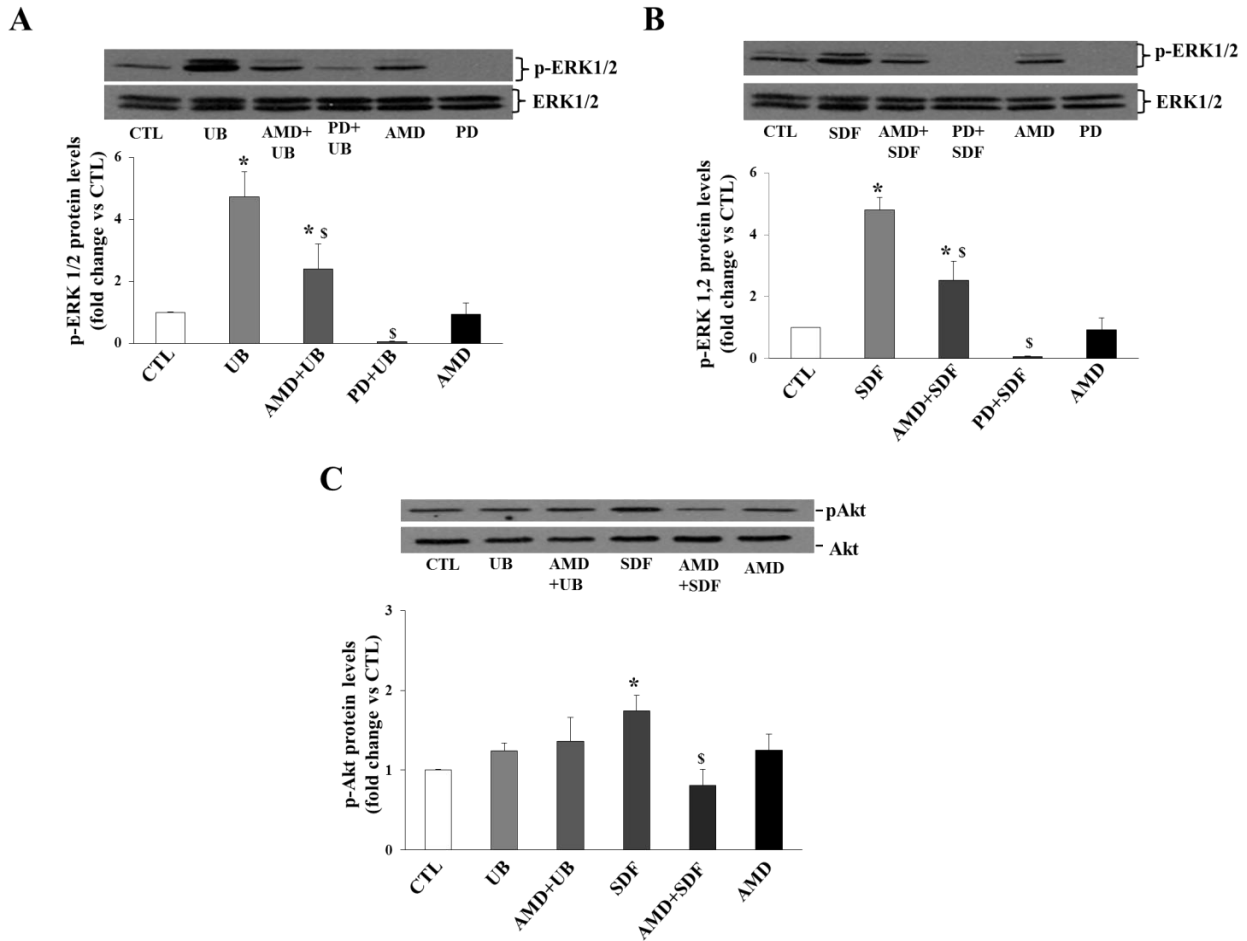 A
p-ERK1/2
ERK1/2
CTL UB AMD+ UB PD+ UB AMD PD
p-ERK 1/2 protein levels
(fold change vs CTL)
6
4
2
0
*
* $
$
CTL UB AMD+UB PD+UB AMD
B
p-ERK1/2
ERK1/2
CTL SDF AMD+ SDF PD+ SDF AMD PD
p-ERK 1,2 protein levels
(fold change vs CTL)
6
4
2
0
*
* $
$
CTL SDF AMD+SDF PD+SDF AMD
C
pAkt
Akt
CTL UB AMD +UB SDF AMD +SDF AMD
p-Akt protein levels
(fold change vs CTL)
3
2
1
0
*
$
CTL UB AMD+UB SDF AMD+SDF AMD